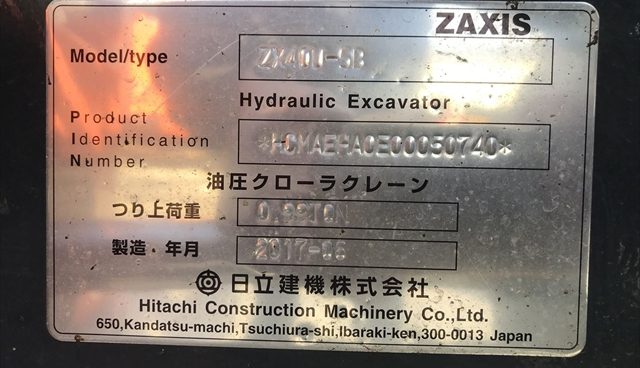 ZAXIS
Model/type ZX40U-5B
Hydraulic Excavator
Product
Identification *HCMAEHA0E00050740*
Number
油圧クローラクレーン
つり上荷重
製造・年月 2017-06
日立建機株式会社
Hitachi Construction Machinery Co.,Ltd.
650,Kandatsu-machi,Tsuchiura-shi,Ibaraki-ken,300-0013 Japan